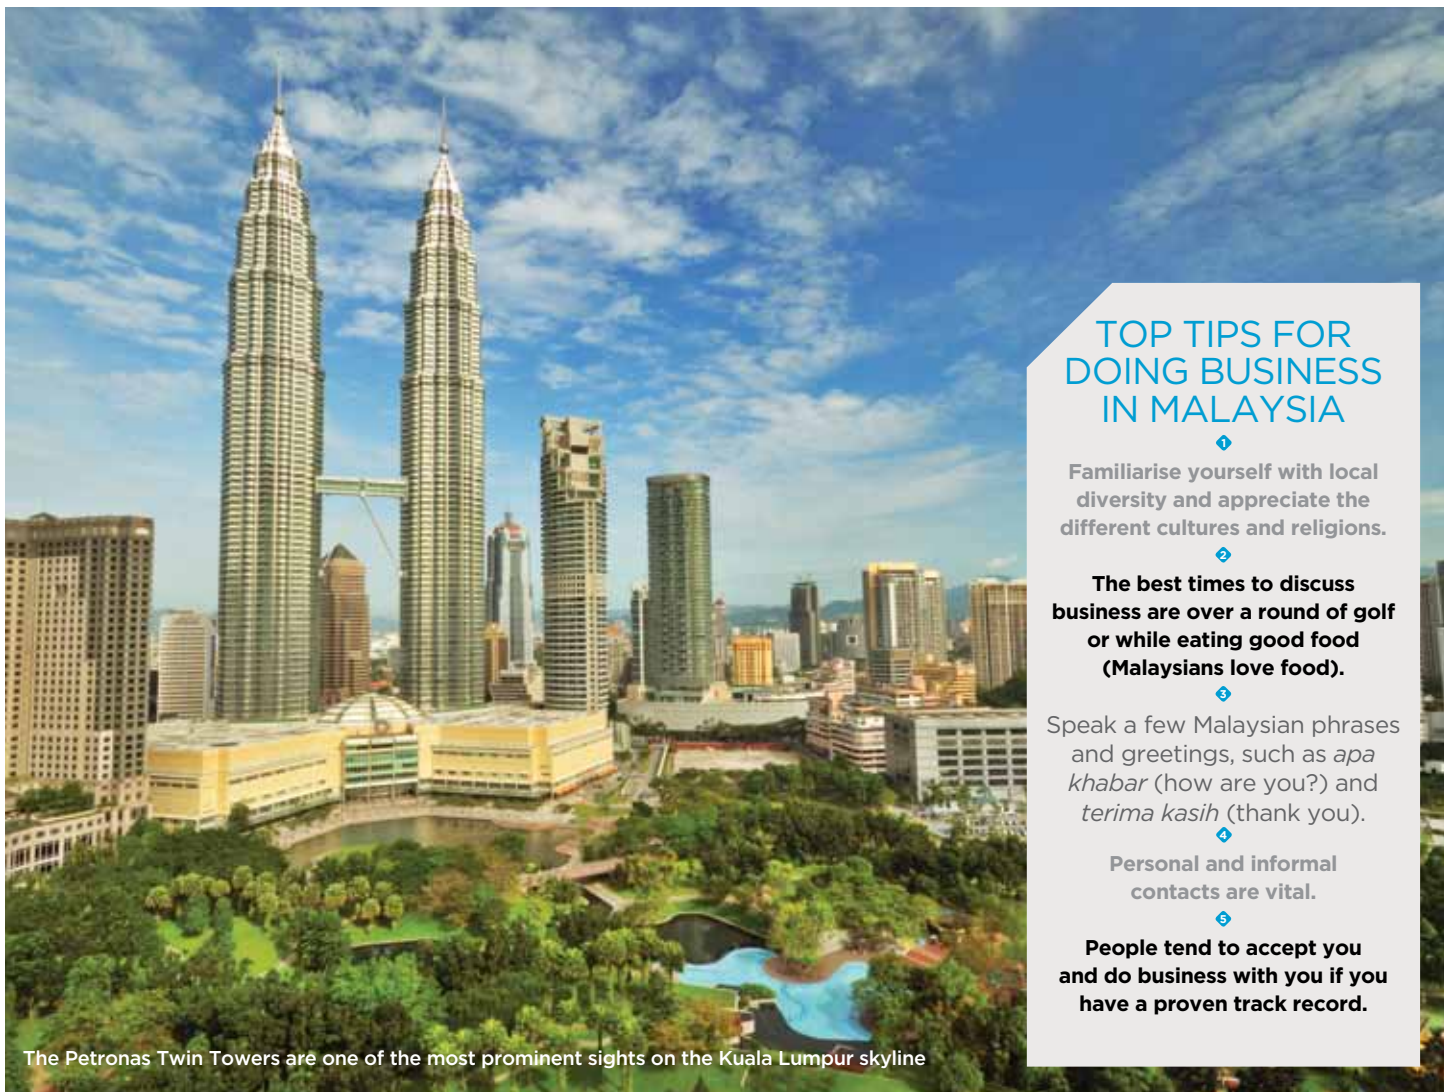 TOP TIPS FOR
DOING BUSINESS
IN MALAYSIA
1
Familiarise yourself with local
diversity and appreciate the
different cultures and religions.
2
The best times to discuss
business are over a round of golf
or while eating good food
(Malaysians love food).
3
Speak a few Malaysian phrases
and greetings, such as apa
khabar (how are you?) and
terima kasih (thank you).
4
Personal and informal
contacts are vital.
5
People tend to accept you
and do business with you if you
have a proven track record.
The Petronas Twin Towers are one of the most prominent sights on the Kuala Lumpur skyline